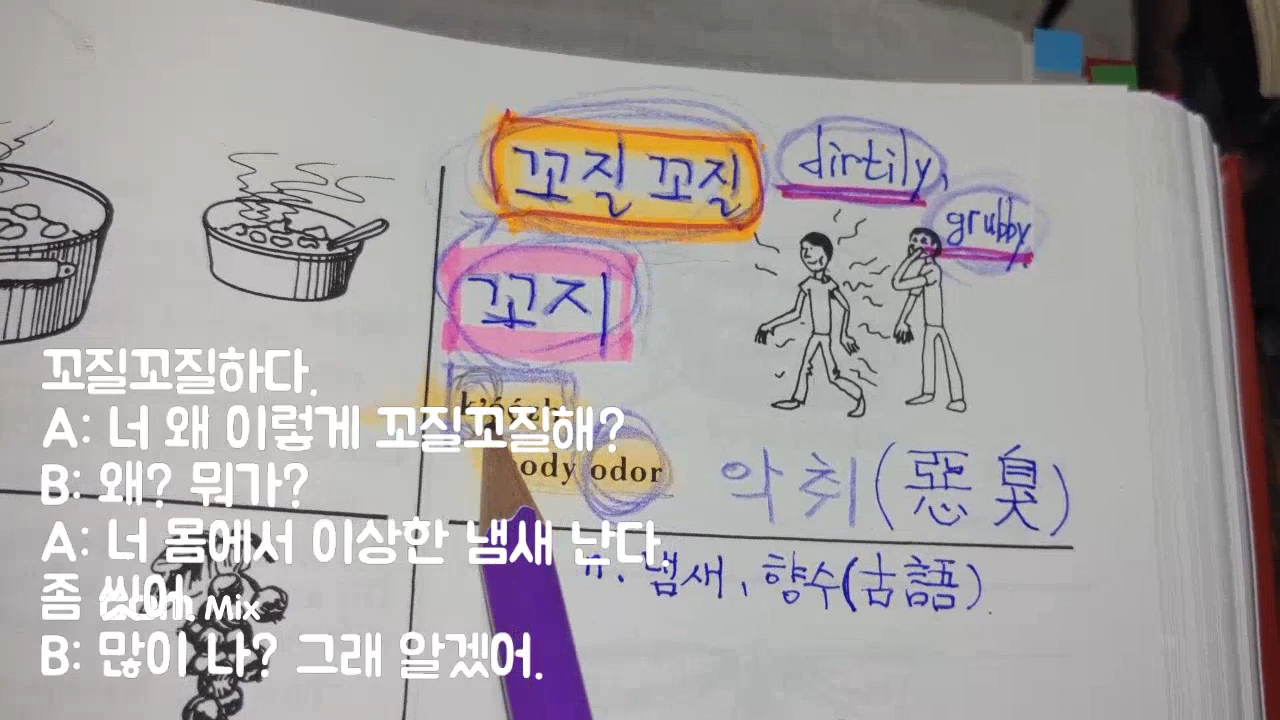 꼬질 꼬질
dirtily,
grubby
꼬지
odor
악취(惡臭)
냄새, 향수(古語)
꼬질꼬질하다.
A: 너 왜 이렇게 꼬질꼬질해?
B: 왜? 뭐가?
A: 너 몸에서 이상한 냄새 난다.
좀 씻어.
Mix
B: 많이 나? 그래 알겠어.